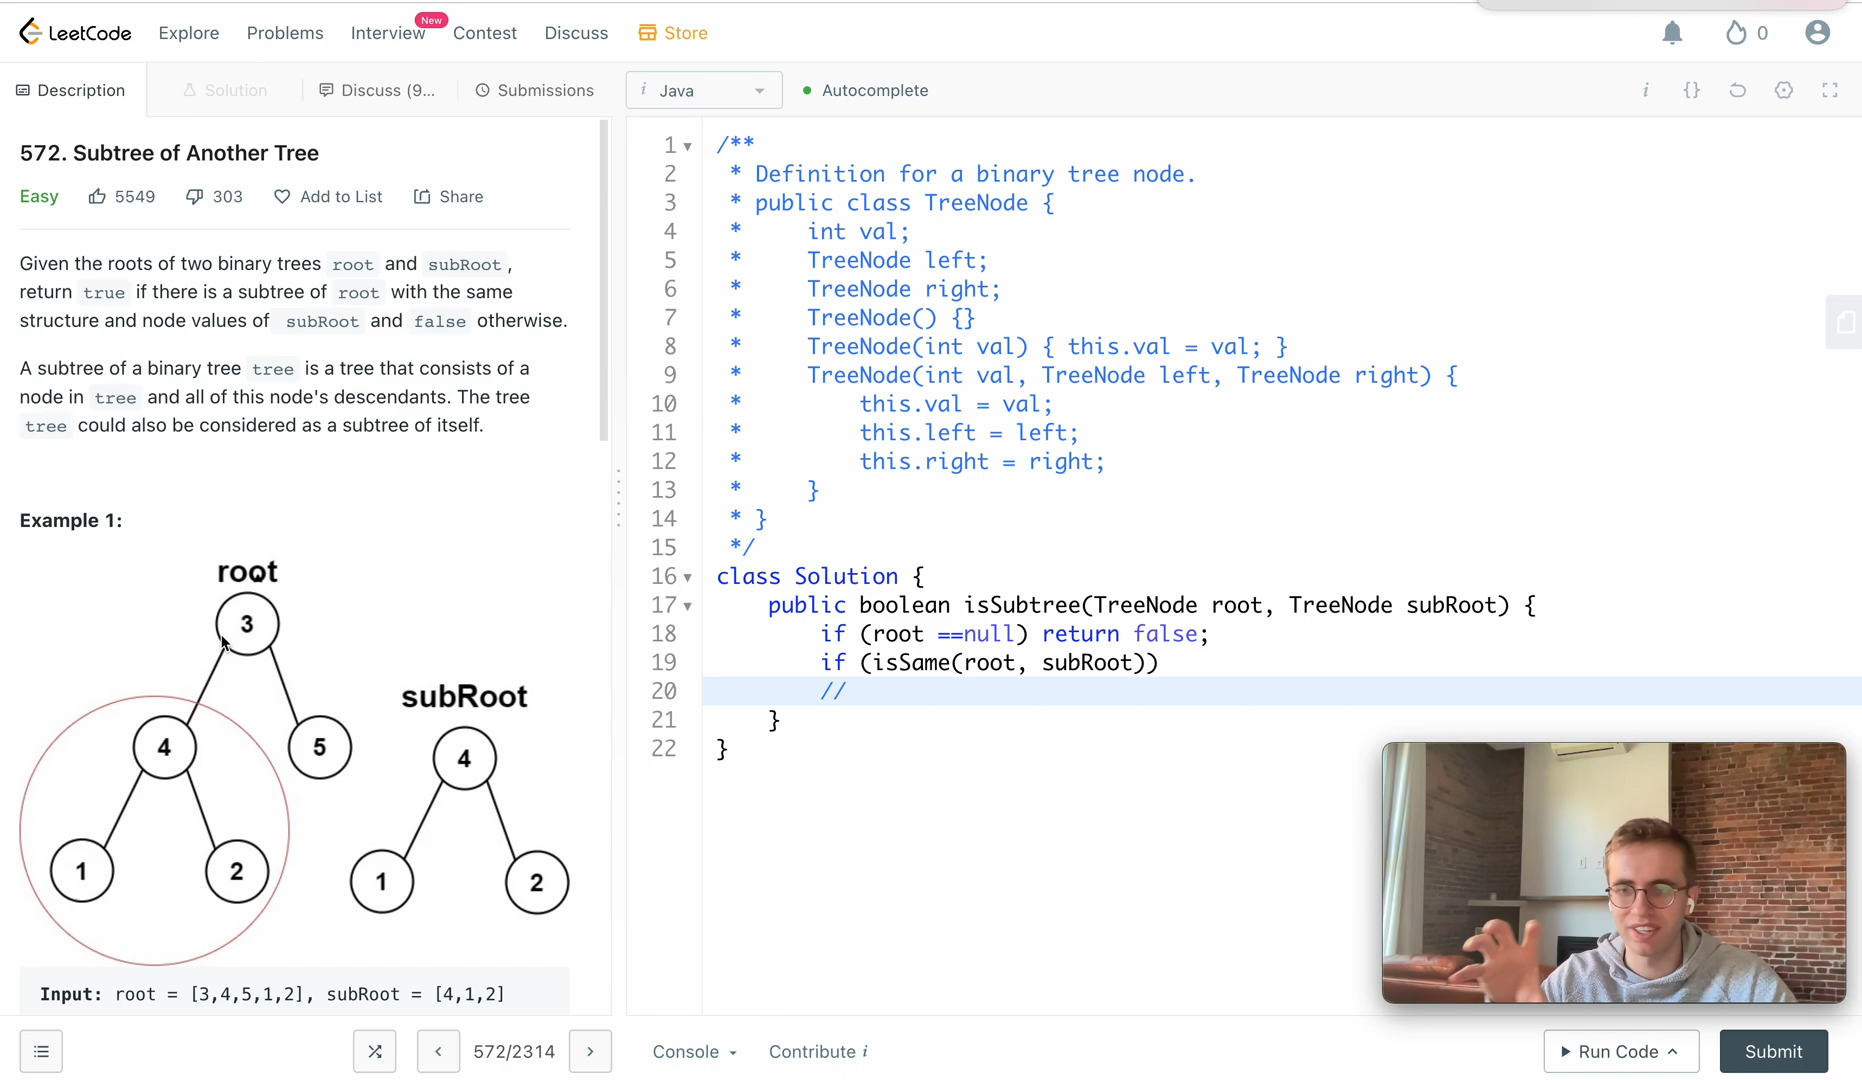 LeetCode Explore Problems Interview New Contest Discuss Store 0
Description Solution Discuss (9... Submissions i Java Autocomplete i {}
572. Subtree of Another Tree
Easy 5549 303 Add to List Share
Given the roots of two binary trees root and subRoot,
return true if there is a subtree of root with the same
structure and node values of subRoot and false otherwise.
A subtree of a binary tree tree is a tree that consists of a
node in tree and all of this node's descendants. The tree
tree could also be considered as a subtree of itself.
Example 1:
root
3
subRoot
4 5 4
1 2 1 2
Input: root = [3,4,5,1,2], subRoot = [4,1,2]
1 /**
2 * Definition for a binary tree node.
3 * public class TreeNode {
4 * int val;
5 * TreeNode left;
6 * TreeNode right;
7 * TreeNode() {}
8 * TreeNode(int val) { this.val = val; }
9 * TreeNode(int val, TreeNode left, TreeNode right) {
10 * this.val = val;
11 * this.left = left;
12 * this.right = right;
13 * }
14 * }
15 */
16 class Solution {
17 public boolean isSubtree(TreeNode root, TreeNode subRoot) {
18 if (root ==null) return false;
19 if (isSame(root, subRoot))
20 //
21 }
22 }
572/2314 Console Contribute i Run Code Submit